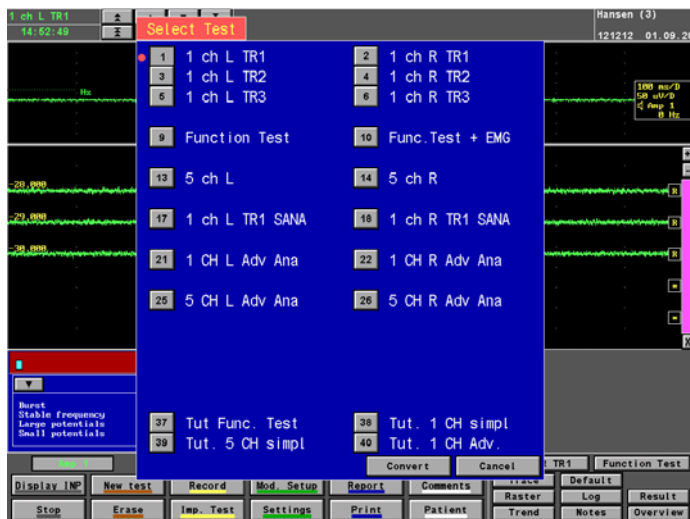 1 ch L TR1
14:52:49
Select Test
Hansen (3)
121212 01.09.2
1 1 ch L TR1
2 1 ch R TR1
3 1 ch L TR2
4 1 ch R TR2
5 1 ch L TR3
6 1 ch R TR3
9 Function Test
10 Func.Test + EMG
13 5 ch L
14 5 ch R
17 1 ch L TR1 SANA
18 1 ch R TR1 SANA
21 1 CH L Adv Ana
22 1 CH R Adv Ana
25 5 CH L Adv Ana
26 5 CH R Adv Ana
37 Tut Func. Test
38 Tut. 1 CH simpl
39 Tut. 5 CH simpl
40 Tut. 1 CH Adv.
Convert
Cancel
Hz
100 ms/D
50 uV/D
Amp 1
0 Hz
-28,000
R
-29,000
R
-30,000
R
X
Burst
Stable frequency
Large potentials
Small potentials
Amp 1
TR1
Function Test
Display INP
New test
Record
Mod. Setup
Report
Comments
Trace
Default
Raster
Log
Result
Stop
Erase
Imp. Test
Settings
Print
Patient
Trend
Notes
Overview